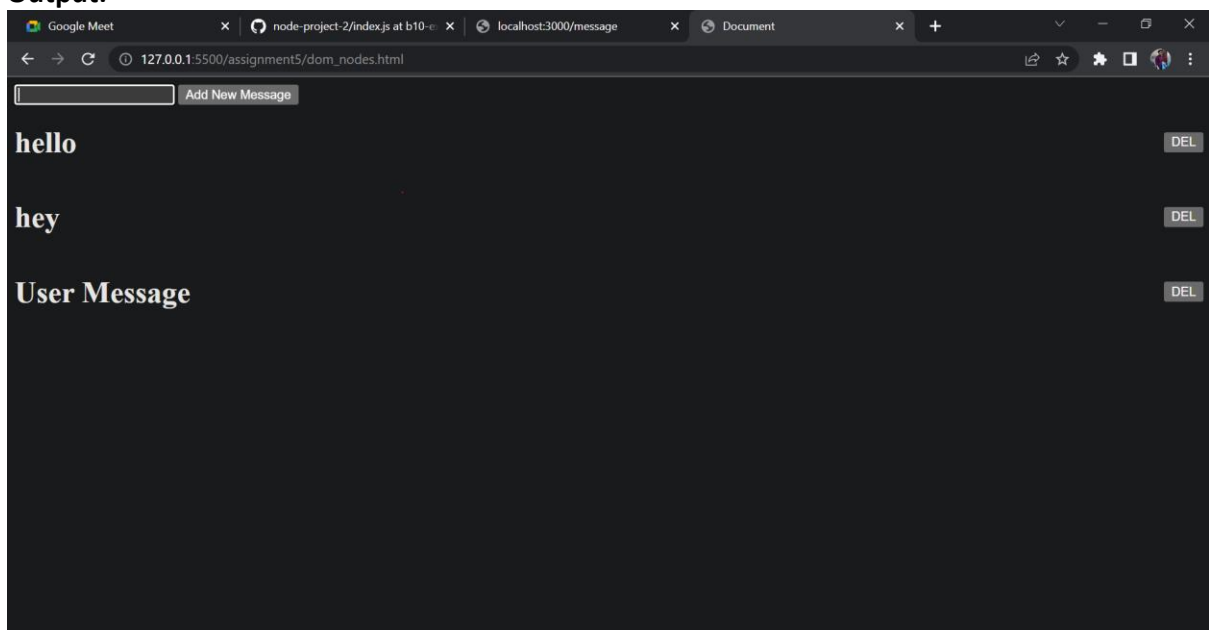 Output:
Google Meet
node-project-2/index.js at b10-e
localhost:3000/message
Document
127.0.0.1:5500/assignment5/dom_nodes.html
Add New Message
hello DEL
hey DEL
User Message DEL